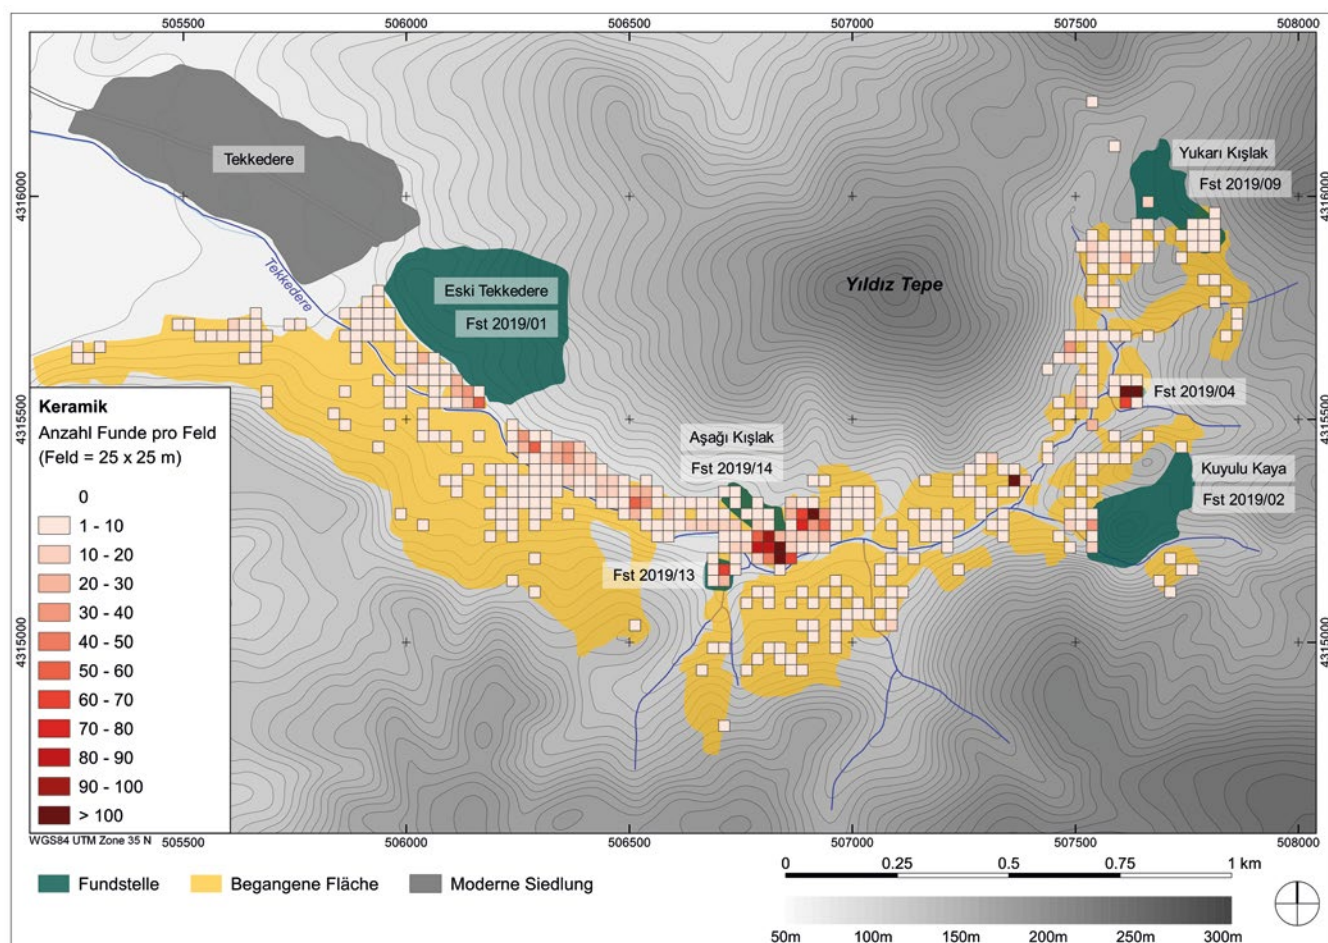 505500 506000 506500 507000 507500 508000
4316000
4315500
4315000
4316000
4315500
4315000
Tekkedere
Tekkedere
Eski Tekkedere
Fst 2019/01
Yıldız Tepe
Yukarı Kışlak
Fst 2019/09
Fst 2019/04
Aşağı Kışlak
Fst 2019/14
Kuyulu Kaya
Fst 2019/02
Fst 2019/13
Keramik
Anzahl Funde pro Feld
(Feld = 25 x 25 m)
0
1 - 10
10 - 20
20 - 30
30 - 40
40 - 50
50 - 60
60 - 70
70 - 80
80 - 90
90 - 100
> 100
WGS84 UTM Zone 35 N
505500 506000 506500 507000 507500 508000
Fundstelle
Begangene Fläche
Moderne Siedlung
0 0.25 0.5 0.75 1 km
50m 100m 150m 200m 250m 300m